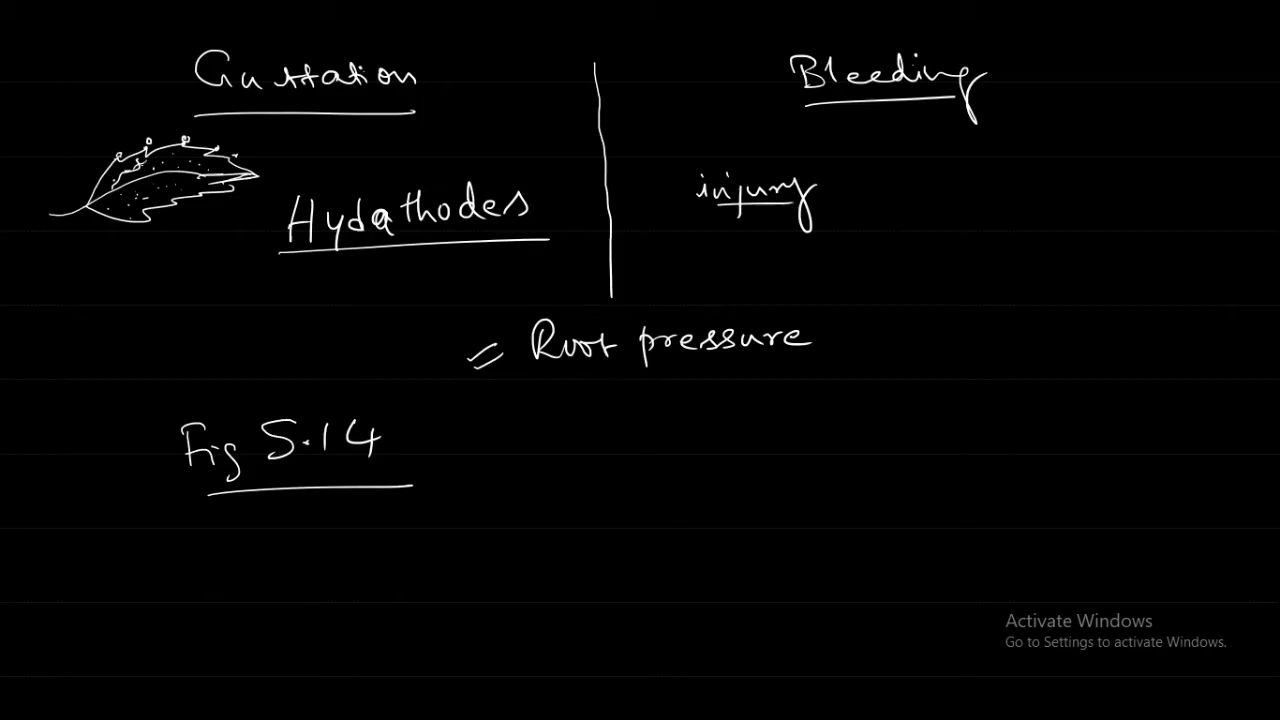 Guttation
Bleeding
Hydathodes
injury
= Root pressure
Fig 5.14
Activate Windows
Go to Settings to activate Windows.